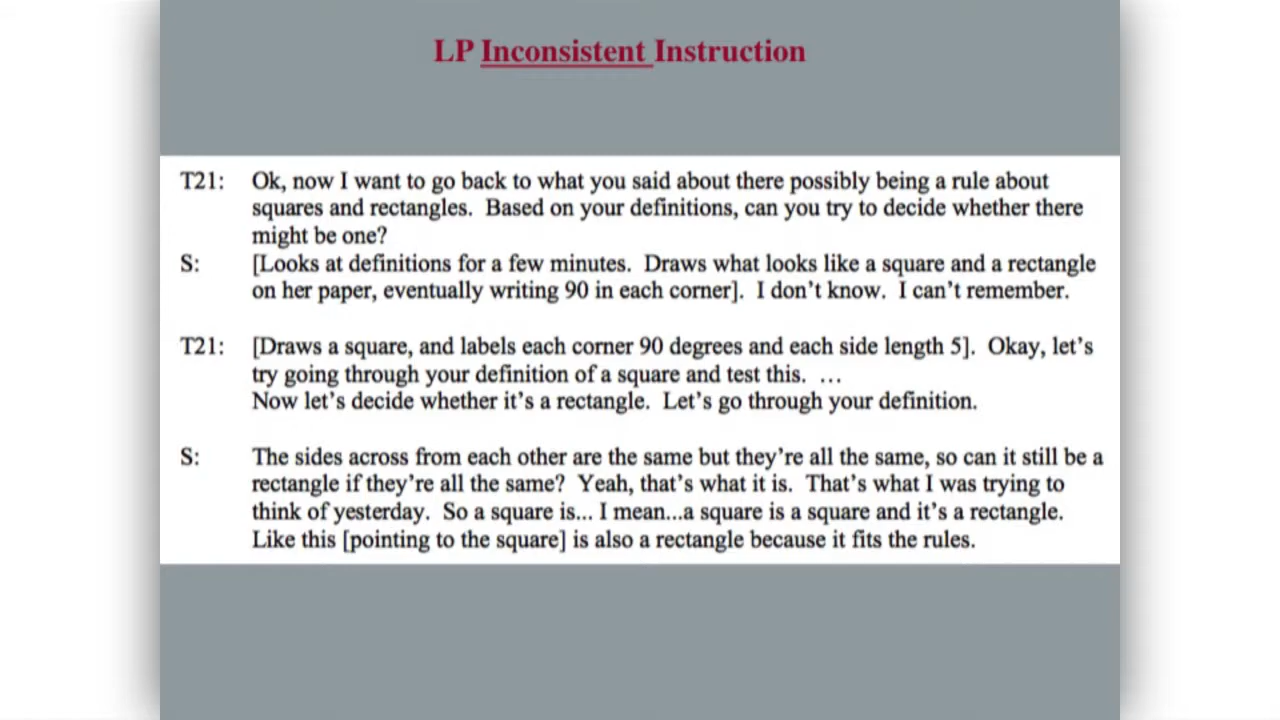 LP Inconsistent Instruction
T21: Ok, now I want to go back to what you said about there possibly being a rule about
squares and rectangles. Based on your definitions, can you try to decide whether there
might be one?
S: [Looks at definitions for a few minutes. Draws what looks like a square and a rectangle
on her paper, eventually writing 90 in each corner]. I don't know. I can't remember.
T21: [Draws a square, and labels each corner 90 degrees and each side length 5]. Okay, let's
try going through your definition of a square and test this. …
Now let's decide whether it's a rectangle. Let's go through your definition.
S: The sides across from each other are the same but they're all the same, so can it still be a
rectangle if they're all the same? Yeah, that's what it is. That's what I was trying to
think of yesterday. So a square is... I mean...a square is a square and it's a rectangle.
Like this [pointing to the square] is also a rectangle because it fits the rules.